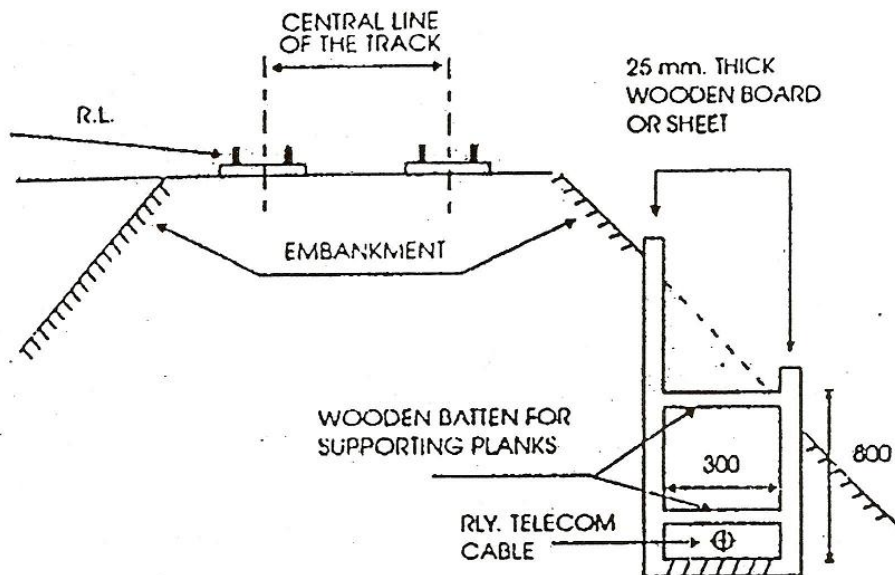 CENTRAL LINE
OF THE TRACK
25 mm. THICK
WOODEN BOARD
OR SHEET
R.L.
EMBANKMENT
WOODEN BATTEN FOR
SUPPORTING PLANKS
300
800
RLY. TELECOM
CABLE